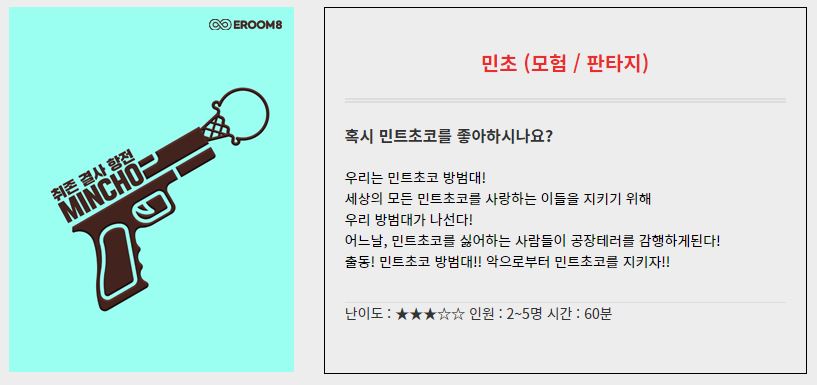 EROOM8
취존 결사 항전
MINCHO
민초 (모험 / 판타지)
혹시 민트초코를 좋아하시나요?
우리는 민트초코 방범대!
세상의 모든 민트초코를 사랑하는 이들을 지키기 위해
우리 방범대가 나선다!
어느날, 민트초코를 싫어하는 사람들이 공장테러를 감행하게된다!
출동! 민트초코 방범대!! 악으로부터 민트초코를 지키자!!
난이도 : ★★★☆☆ 인원 : 2~5명 시간 : 60분